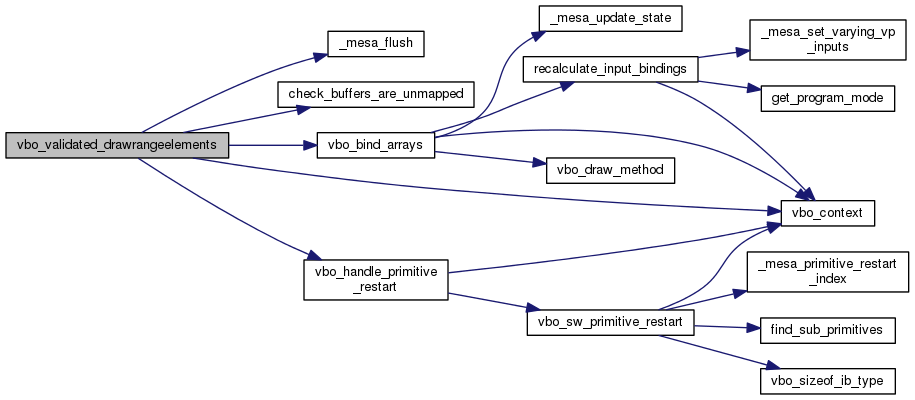 _mesa_update_state
_mesa_flush
_mesa_set_varying_vp
_inputs
recalculate_input_bindings
check_buffers_are_unmapped
get_program_mode
vbo_validated_drawrangeelements
vbo_bind_arrays
vbo_draw_method
vbo_context
vbo_handle_primitive
_restart
_mesa_primitive_restart
_index
vbo_sw_primitive_restart
find_sub_primitives
vbo_sizeof_ib_type